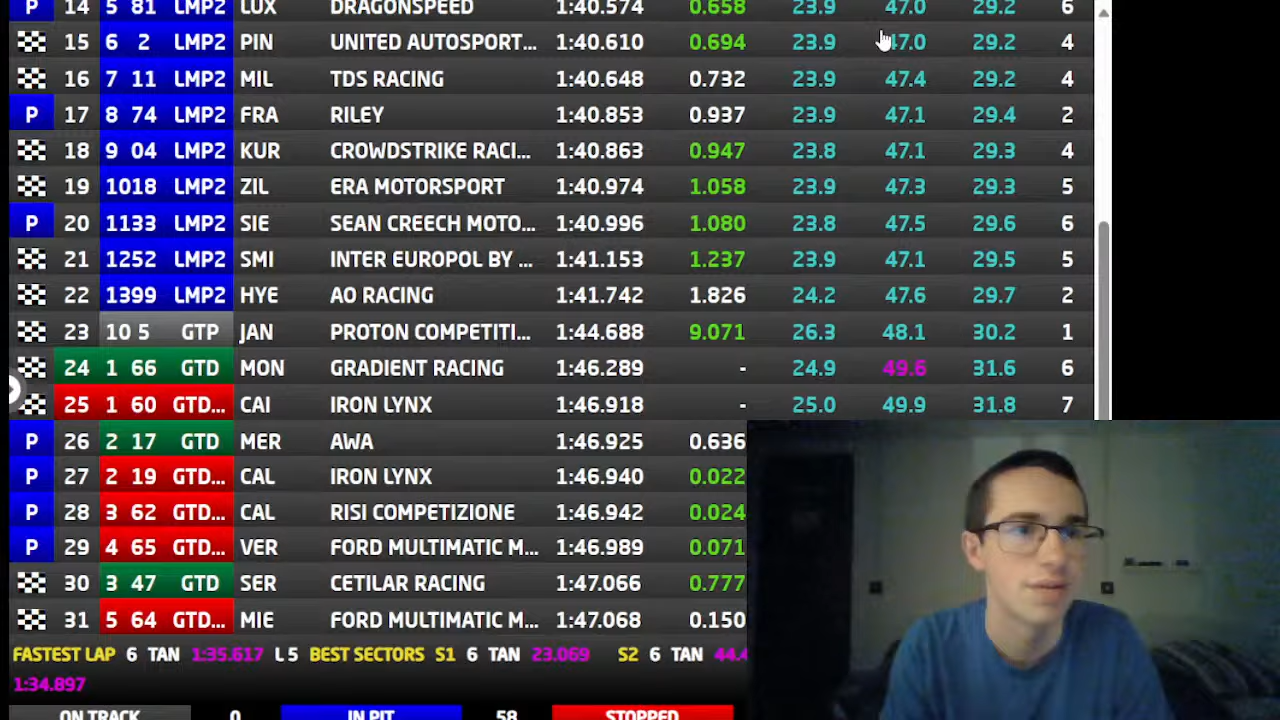 P 14 5 81 LMP2 LUX DRAGONSPEED 1:40.574 0.658 23.9 47.0 29.2 6
15 6 2 LMP2 PIN UNITED AUTOSPORT... 1:40.610 0.694 23.9 47.0 29.2 4
16 7 11 LMP2 MIL TDS RACING 1:40.648 0.732 23.9 47.4 29.2 4
P 17 8 74 LMP2 FRA RILEY 1:40.853 0.937 23.9 47.1 29.4 2
18 9 04 LMP2 KUR CROWDSTRIKE RACI... 1:40.863 0.947 23.8 47.1 29.3 4
19 1018 LMP2 ZIL ERA MOTORSPORT 1:40.974 1.058 23.9 47.3 29.3 5
P 20 1133 LMP2 SIE SEAN CREECH MOTO... 1:40.996 1.080 23.8 47.5 29.6 6
21 1252 LMP2 SMI INTER EUROPOL BY ... 1:41.153 1.237 23.9 47.1 29.5 5
22 1399 LMP2 HYE AO RACING 1:41.742 1.826 24.2 47.6 29.7 2
23 10 5 GTP JAN PROTON COMPETITI... 1:44.688 9.071 26.3 48.1 30.2 1
24 1 66 GTD MON GRADIENT RACING 1:46.289 - 24.9 49.6 31.6 6
25 1 60 GTD... CAI IRON LYNX 1:46.918 - 25.0 49.9 31.8 7
P 26 2 17 GTD MER AWA 1:46.925 0.636
P 27 2 19 GTD... CAL IRON LYNX 1:46.940 0.022
P 28 3 62 GTD... CAL RISI COMPETIZIONE 1:46.942 0.024
P 29 4 65 GTD... VER FORD MULTIMATIC M... 1:46.989 0.071
30 3 47 GTD SER CETILAR RACING 1:47.066 0.777
31 5 64 GTD... MIE FORD MULTIMATIC M... 1:47.068 0.150
FASTEST LAP 6 TAN 1:35.617 L 5 BEST SECTORS S1 6 TAN 23.069 S2 6 TAN 44.4
1:34.897
ON TRACK 0 IN PIT 58 STOPPED